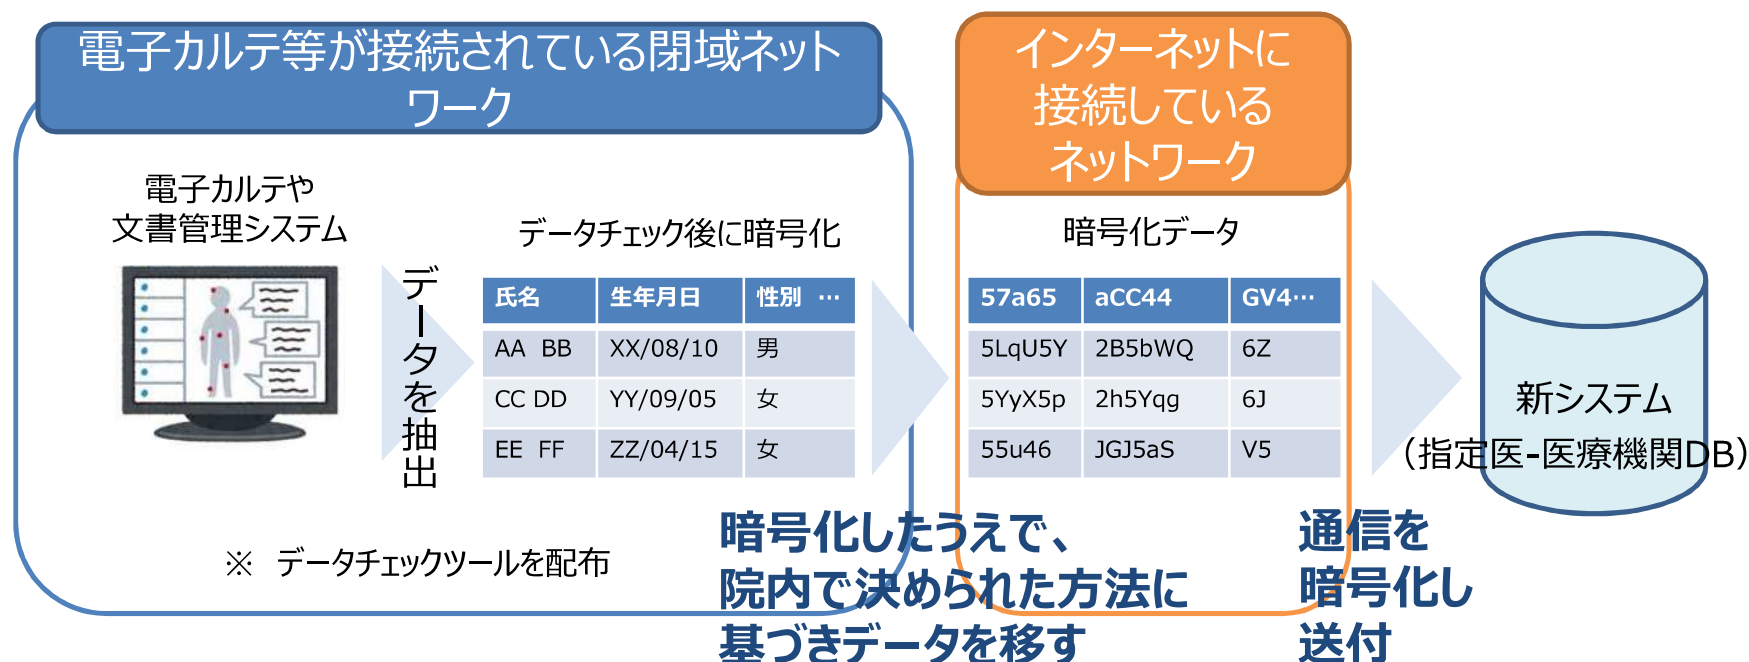 電子カルテ等が接続されている閉域ネット
ワーク
インターネットに
接続している
ネットワーク
電子カルテや
文書管理システム
データを抽出
データチェック後に暗号化
氏名 生年月日 性別 …
AA BB XX/08/10 男
CC DD YY/09/05 女
EE FF ZZ/04/15 女
暗号化データ
57a65 aCC44 GV4…
5LqU5Y 2B5bWQ 6Z
5YyX5p 2h5Yqg 6J
55u46 JGJ5aS V5
新システム
（指定医-医療機関DB）
※ データチェックツールを配布
暗号化したうえで、
院内で決められた方法に
基づきデータを移す
通信を
暗号化し
送付